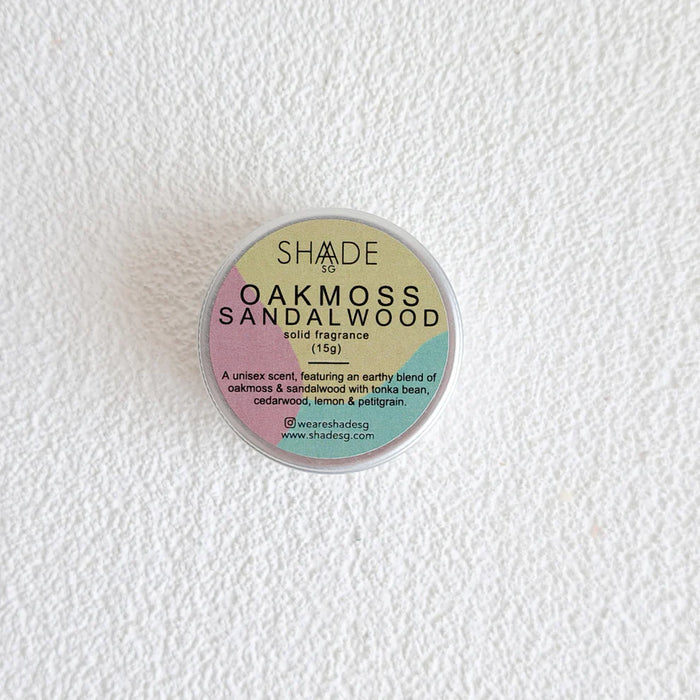 SHADE
SG
OAKMOSS
SANDALWOOD
solid fragrance
(15g)
A unisex scent, featuring an earthy blend of
oakmoss & sandalwood with tonka bean,
cedarwood, lemon & petitgrain.
weareshadesg
www.shadesg.com